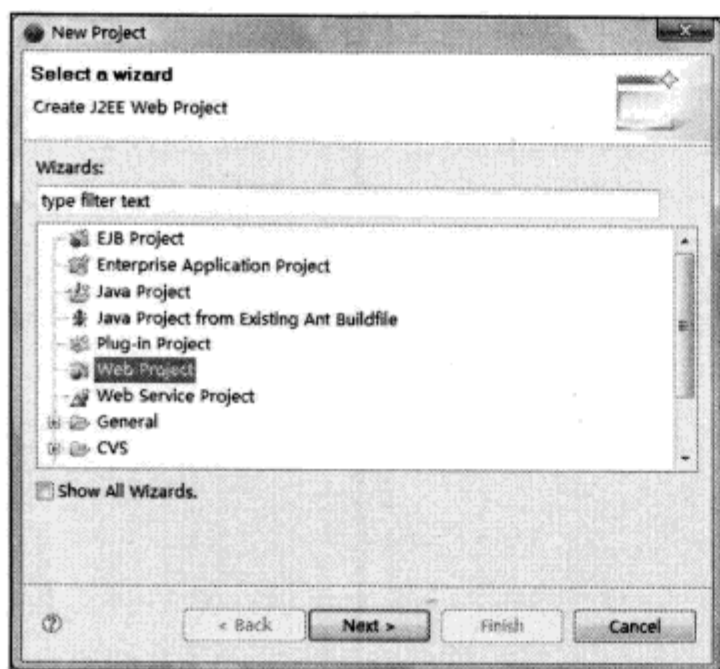 New Project
Select a wizard
Create J2EE Web Project
Wizards:
type filter text
EJB Project
Enterprise Application Project
Java Project
Java Project from Existing Ant Buildfile
Plug-in Project
Web Project
Web Service Project
General
CVS
Show All Wizards.
< Back
Next >
Finish
Cancel